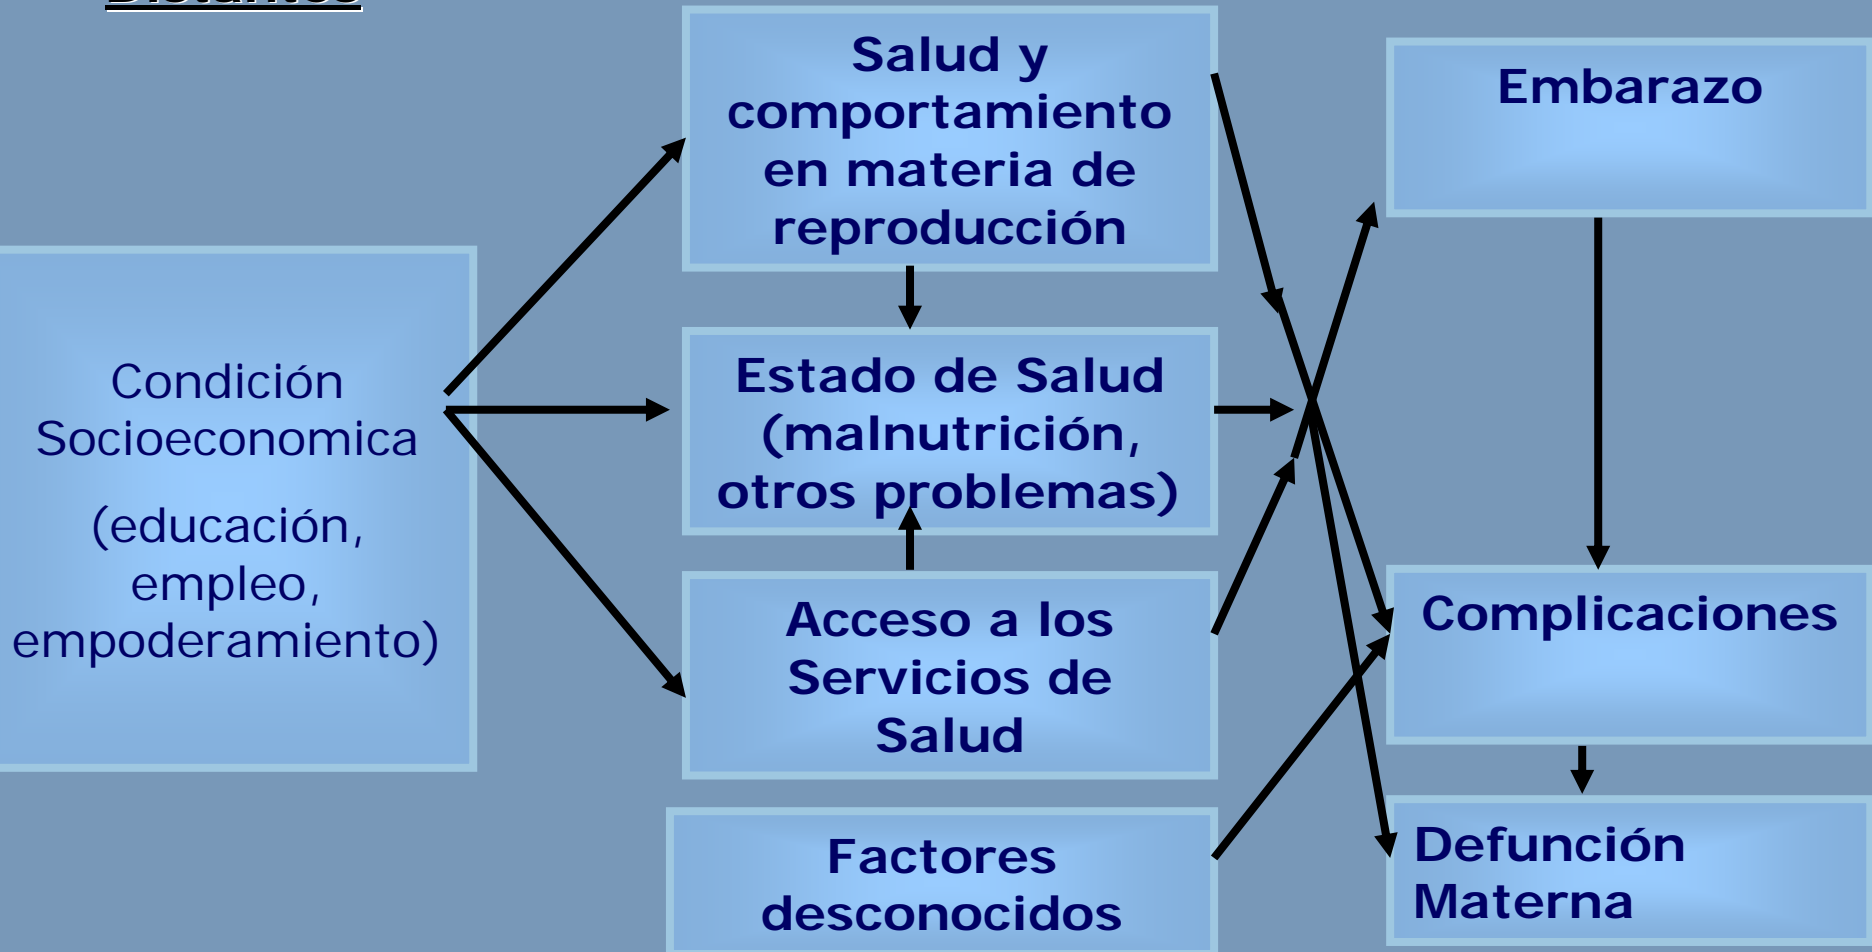 Distantes
Salud y
comportamiento
en materia de
reproducción
Embarazo
Condición
Socioeconomica
(educación,
empleo,
empoderamiento)
Estado de Salud
(malnutrición,
otros problemas)
Acceso a los
Servicios de
Salud
Complicaciones
Factores
desconocidos
Defunción
Materna